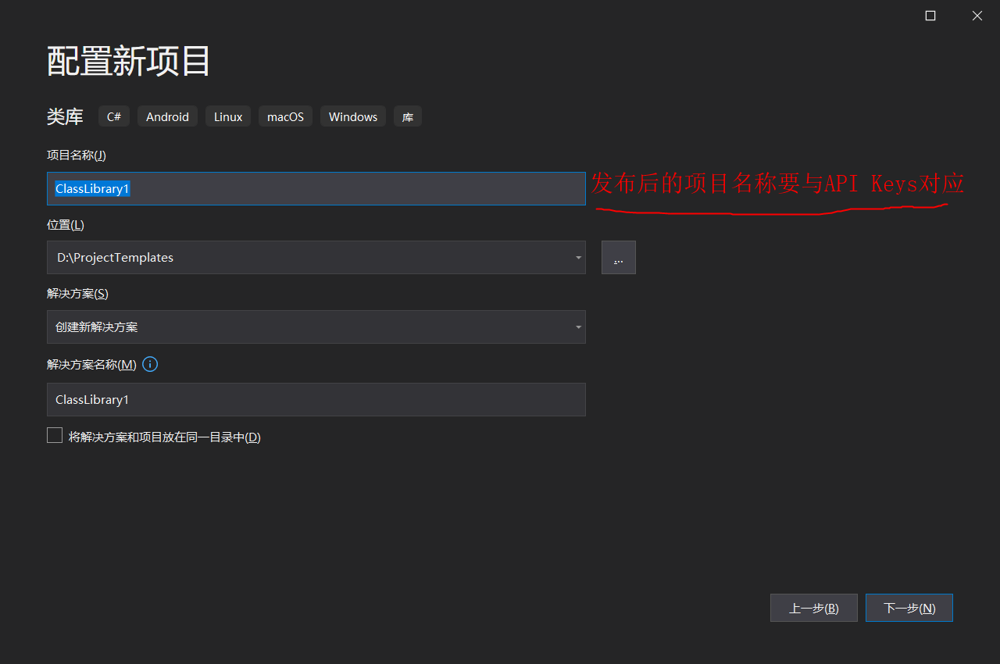 配置新项目
类库 C# Android Linux macOS Windows 库
项目名称(J)
ClassLibrary1 发布后的项目名称要与API Keys对应
位置(L)
D:\ProjectTemplates ...
解决方案(S)
创建新解决方案
解决方案名称(M)
ClassLibrary1
将解决方案和项目放在同一目录中(D)
上一步(B) 下一步(N)